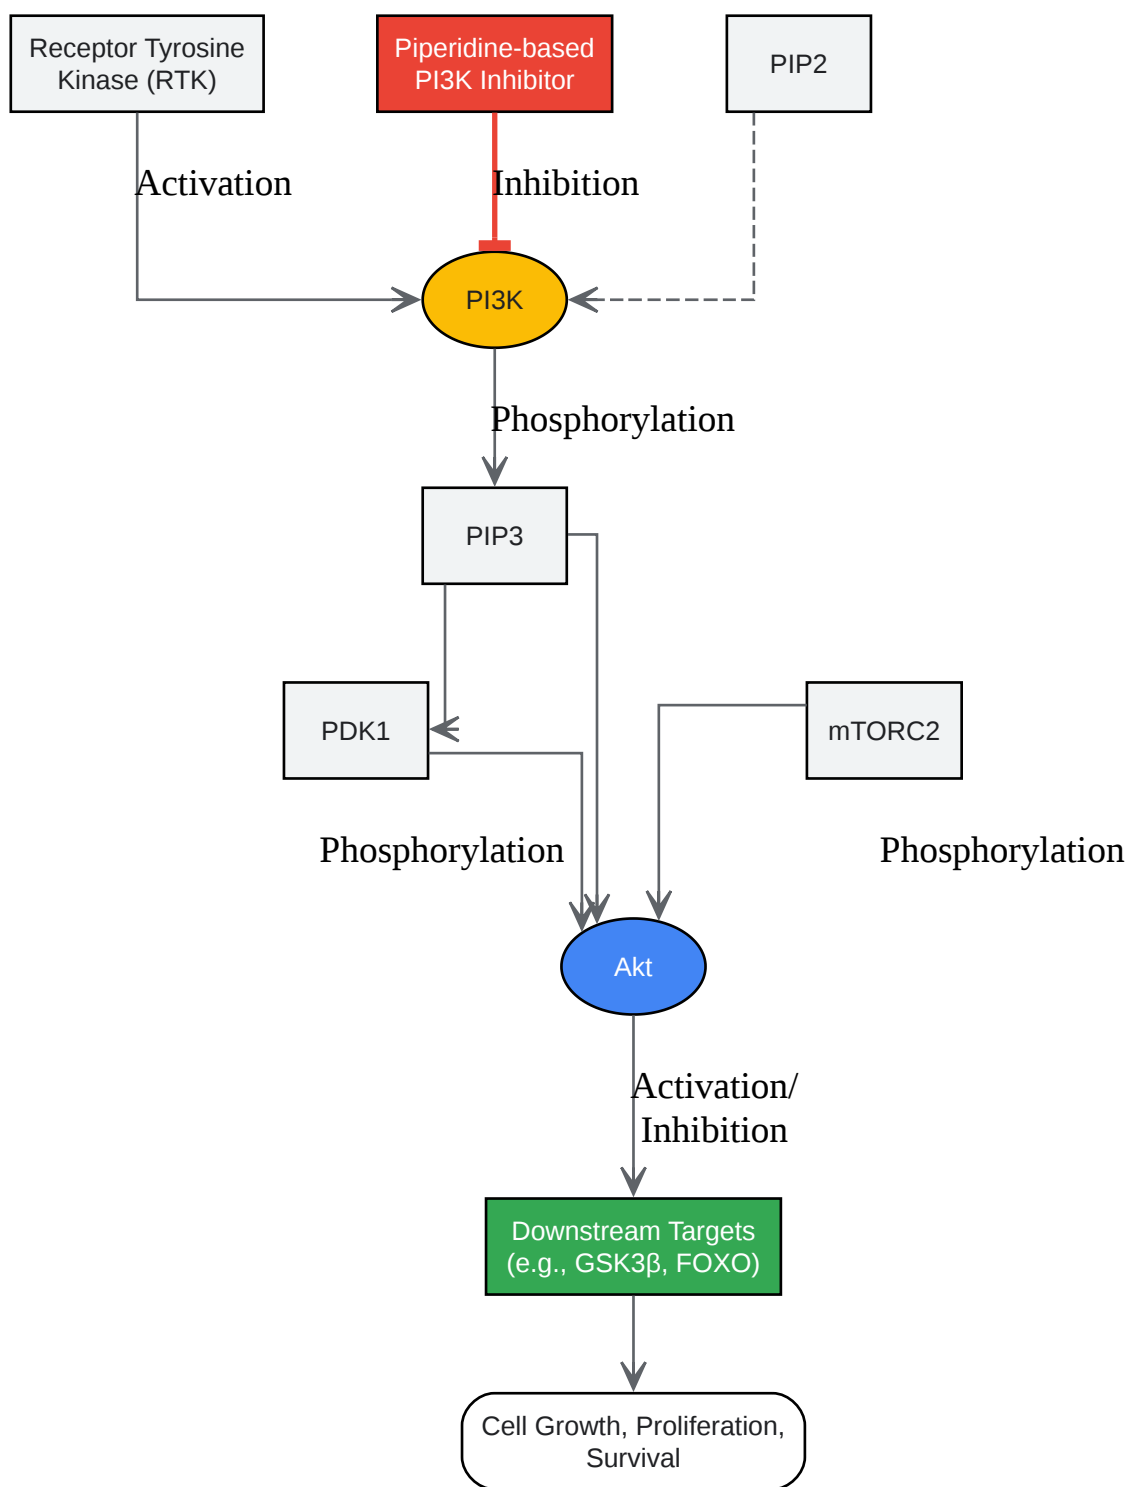 Receptor Tyrosine
Kinase (RTK)
Piperidine-based
PI3K Inhibitor
PIP2
Activation
Inhibition
PI3K
Phosphorylation
PIP3
PDK1
mTORC2
Phosphorylation
Phosphorylation
Akt
Activation/
Inhibition
Downstream Targets
(e.g., GSK3β, FOXO)
Cell Growth, Proliferation,
Survival